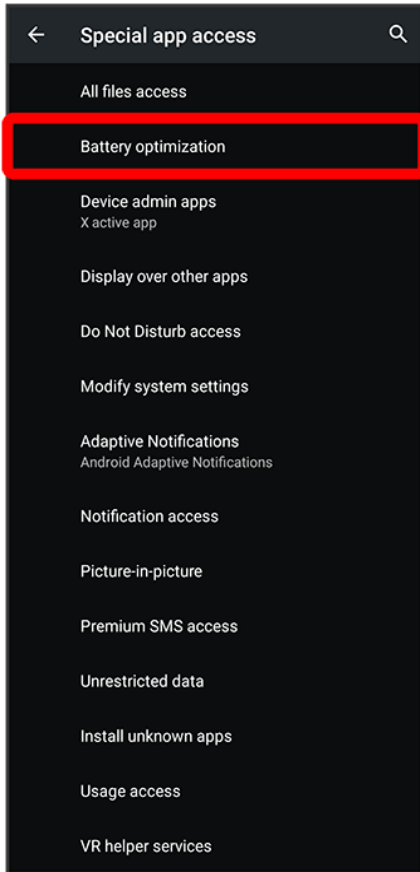 Special app access
All files access
Battery optimization
Device admin apps
X active app
Display over other apps
Do Not Disturb access
Modify system settings
Adaptive Notifications
Android Adaptive Notifications
Notification access
Picture-in-picture
Premium SMS access
Unrestricted data
Install unknown apps
Usage access
VR helper services